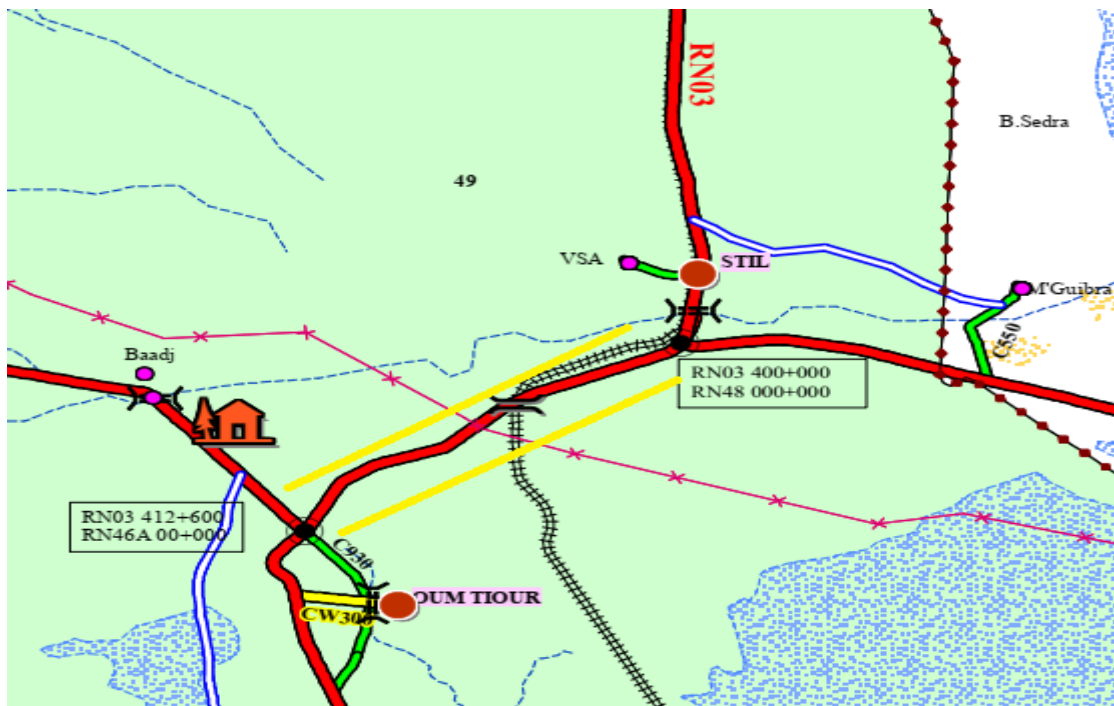 RN03
B.Sedra
49
VSA
STIL
M'Guibra
C550
Baadj
RN03 400+000
RN48 000+000
RN03 412+600
RN46A 00+000
C930
OUM TIOUR
CW300